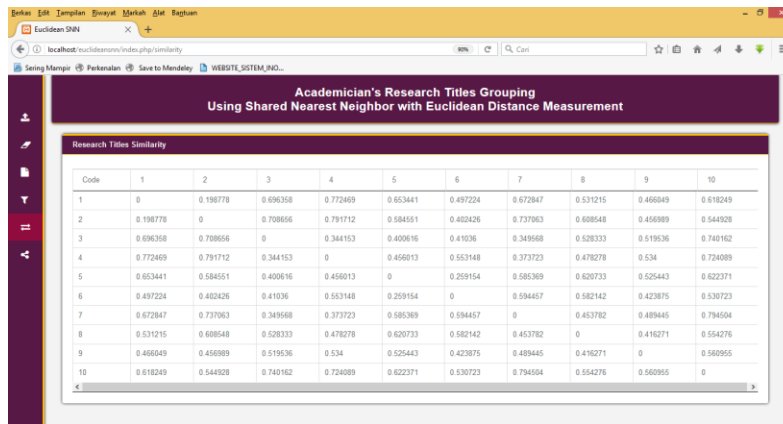 Berkas Edit Tampilan Riwayat Markah Alat Bantuan
Euclidean SNN
localhost/euclideansnn/index.php/similarity
90%
Cari
Sering Mampir Perkenalan Save to Mendeley WEBSITE_SISTEM_INO...
Academician's Research Titles Grouping
Using Shared Nearest Neighbor with Euclidean Distance Measurement
Research Titles Similarity
Code 1 2 3 4 5 6 7 8 9 10
1 0 0.198778 0.696358 0.772469 0.653441 0.497224 0.672847 0.531215 0.466049 0.618249
2 0.198778 0 0.708656 0.791712 0.584551 0.402426 0.737063 0.608548 0.456989 0.544928
3 0.696358 0.708656 0 0.344153 0.400616 0.41036 0.349568 0.528333 0.519536 0.740162
4 0.772469 0.791712 0.344153 0 0.456013 0.553148 0.373723 0.478278 0.534 0.724089
5 0.653441 0.584551 0.400616 0.456013 0 0.259154 0.585369 0.620733 0.525443 0.622371
6 0.497224 0.402426 0.41036 0.553148 0.259154 0 0.594457 0.582142 0.423875 0.530723
7 0.672847 0.737063 0.349568 0.373723 0.585369 0.594457 0 0.453782 0.489445 0.794504
8 0.531215 0.608548 0.528333 0.478278 0.620733 0.582142 0.453782 0 0.416271 0.554276
9 0.466049 0.456989 0.519536 0.534 0.525443 0.423875 0.489445 0.416271 0 0.560955
10 0.618249 0.544928 0.740162 0.724089 0.622371 0.530723 0.794504 0.554276 0.560955 0